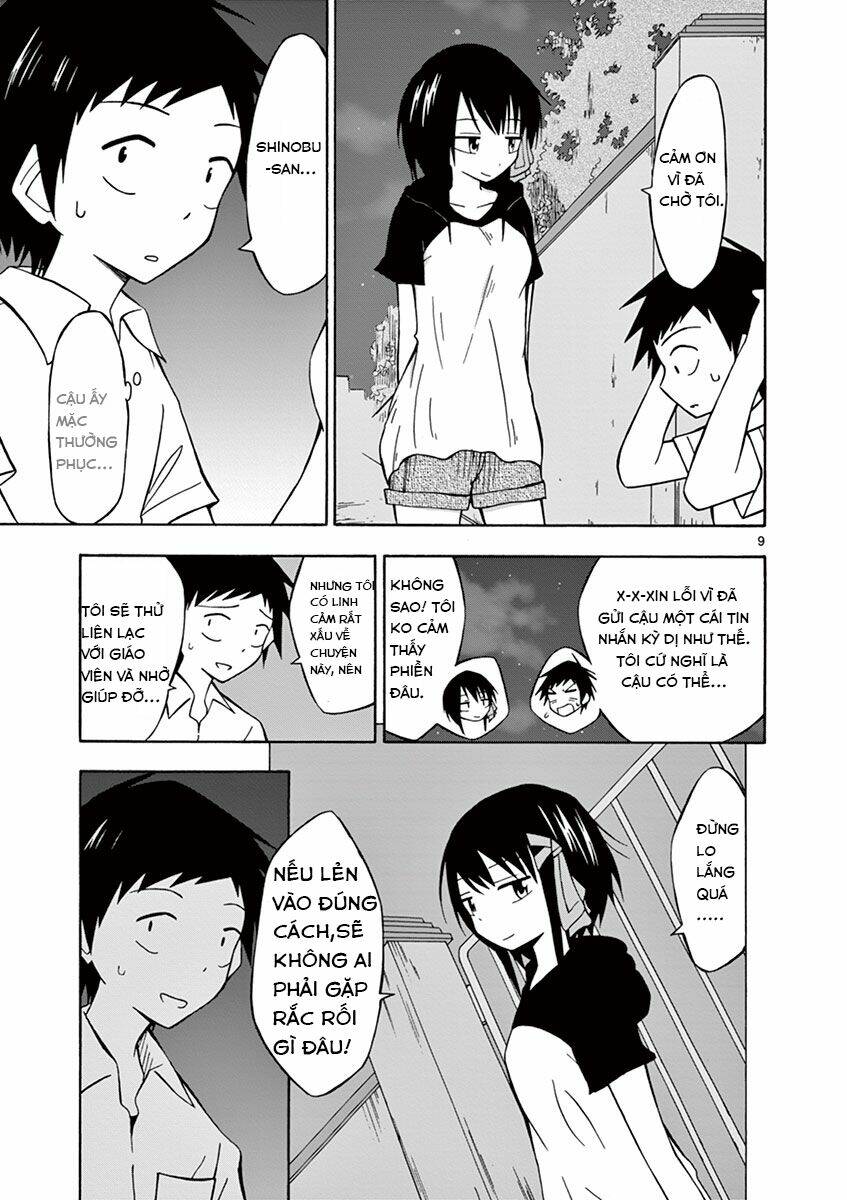 CẢM ƠN
VÌ ĐÃ
CHỜ TÔI.
SHINOBU
-SAN...
CẬU ẤY
MẶC
THƯỜNG
PHỤC...
9
X-X-XIN LỖI VÌ ĐÃ
GỬI CẬU MỘT CÁI TIN
NHẮN KỲ DỊ NHƯ THẾ.
TÔI CỨ NGHĨ LÀ
CẬU CÓ THỂ...
KHÔNG
SAO! TÔI
KO CẢM
THẤY
PHIỀN
ĐÂU.
NHƯNG TÔI
CÓ LINH
CẢM RẤT
XẤU VỀ
CHUYỆN
NÀY, NÊN
TÔI SẼ THỬ
LIÊN LẠC
VỚI GIÁO
VIÊN VÀ NHỜ
GIÚP ĐỠ...
ĐỪNG
LO
LẮNG
QUÁ
.....
NẾU LẺN
VÀO ĐÚNG
CÁCH,SẼ
KHÔNG AI
PHẢI GẶP
RẮC RỐI
GÌ ĐÂU!